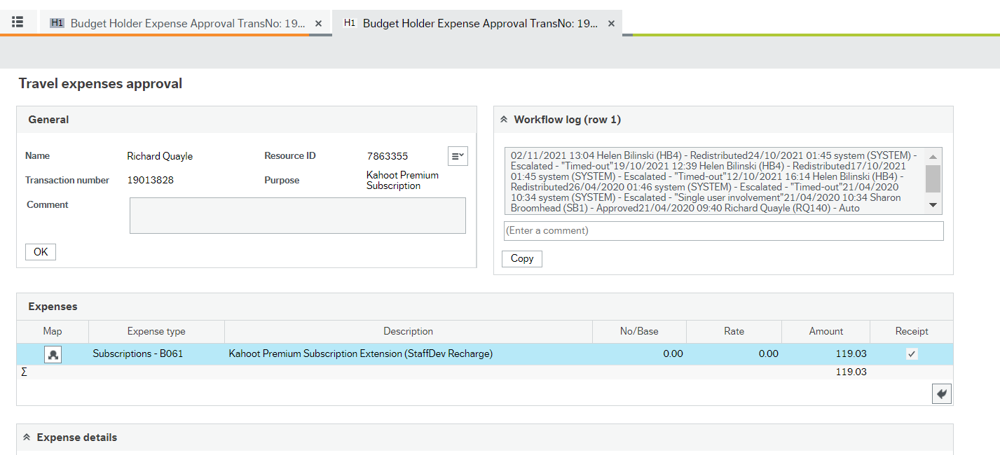 H1 Budget Holder Expense Approval TransNo: 19... ×
H1 Budget Holder Expense Approval TransNo: 19... ×
Travel expenses approval
General
Name Richard Quayle Resource ID 7863355
Transaction number 19013828 Purpose Kahoot Premium
Subscription
Comment
OK
Workflow log (row 1)
02/11/2021 13:04 Helen Bilinski (HB4) - Redistributed24/10/2021 01:45 system (SYSTEM) -
Escalated - "Timed-out"19/10/2021 12:39 Helen Bilinski (HB4) - Redistributed17/10/2021
01:45 system (SYSTEM) - Escalated - "Timed-out"12/10/2021 16:14 Helen Bilinski (HB4) -
Redistributed26/04/2020 01:46 system (SYSTEM) - Escalated - "Timed-out"21/04/2020
10:34 system (SYSTEM) - Escalated - "Single user involvement"21/04/2020 10:34 Sharon
Broomhead (SB1) - Approved21/04/2020 09:40 Richard Quayle (RQ140) - Auto
(Enter a comment)
Copy
Expenses
Map Expense type Description No/Base Rate Amount Receipt
Subscriptions - B061 Kahoot Premium Subscription Extension (StaffDev Recharge) 0.00 0.00 119.03
Σ 119.03
Expense details